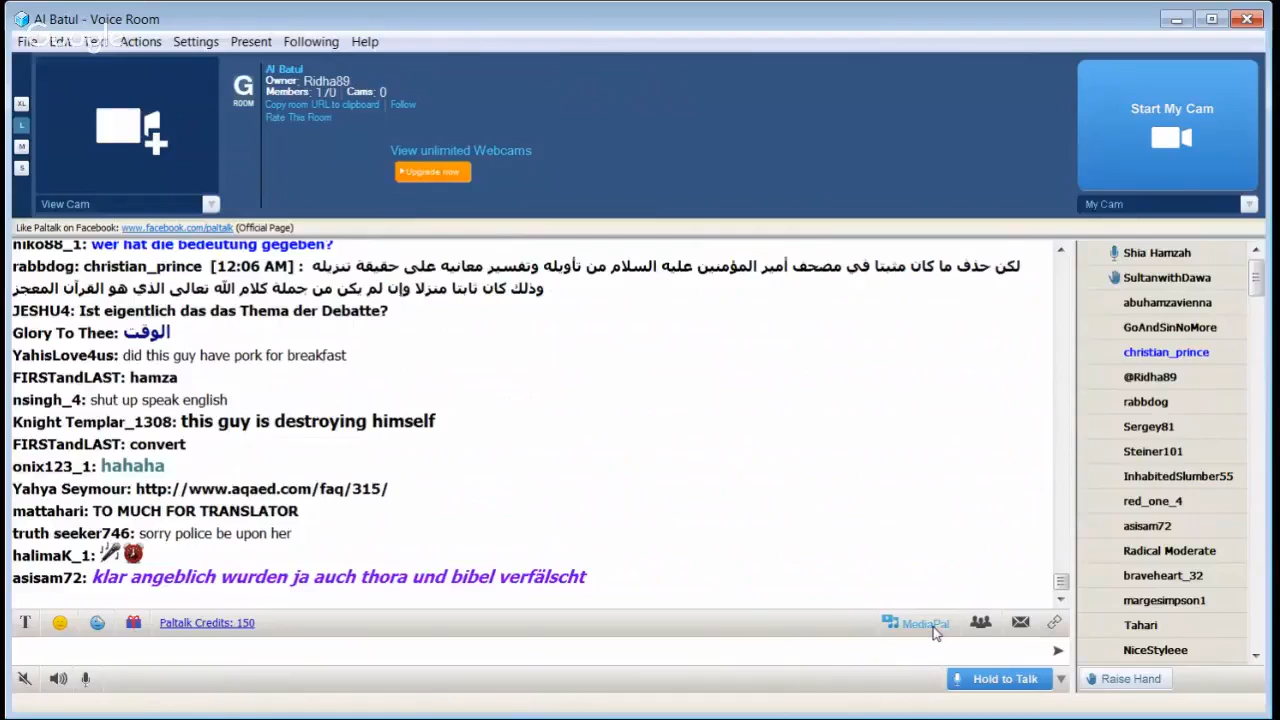 Al Batul - Voice Room
Google
File Edit Text Actions Settings Present Following Help
Al Batul
Owner: Ridha89
Members: 170 Cams: 0
Copy room URL to clipboard | Follow
Rate This Room
G
ROOM
View unlimited Webcams
Upgrade now
Start My Cam
XL
L
M
S
View Cam
My Cam
Like Paltalk on Facebook: www.facebook.com/paltalk (Official Page)
niko88_1: wer hat die bedeutung gegeben?
rabbdog: christian_prince [12:06 AM] : لكن حذف ما كان مثبتا في مصحف أمير المؤمنين عليه السلام من تأويله وتفسير معانيه على حقيقة تنزيله
وذلك كان ثابتا منزلا وإن لم يكن من جملة كلام الله تعالى الذي هو القرآن المعجز
JESHU4: Ist eigentlich das das Thema der Debatte?
Glory To Thee: الوقت
YahisLove4us: did this guy have pork for breakfast
FIRSTandLAST: hamza
nsingh_4: shut up speak english
Knight Templar_1308: this guy is destroying himself
FIRSTandLAST: convert
onix123_1: hahaha
Yahya Seymour: http://www.aqaed.com/faq/315/
mattahari: TO MUCH FOR TRANSLATOR
truth seeker746: sorry police be upon her
halimaK_1:
asisam72: klar angeblich wurden ja auch thora und bibel verfälscht
Shia Hamzah
SultanwithDawa
abuhamzavienna
GoAndSinNoMore
christian_prince
@Ridha89
rabbdog
Sergey81
Steiner101
InhabitedSlumber55
red_one_4
asisam72
Radical Moderate
braveheart_32
margesimpson1
Tahari
NiceStyleee
T
Paltalk Credits: 150
MediaPal
Hold to Talk
Raise Hand